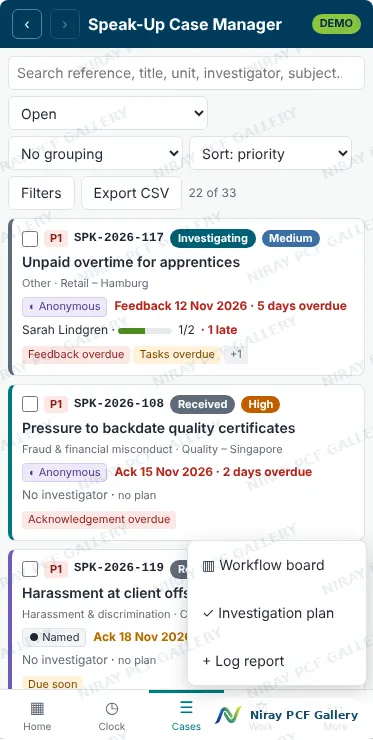 Speak-Up Case Manager
DEMO
Search reference, title, unit, investigator, subject..
Open
No grouping
Sort: priority
Filters
Export CSV
22 of 33
P1 SPK-2026-117 Investigating Medium
Unpaid overtime for apprentices
Other · Retail – Hamburg
Anonymous Feedback 12 Nov 2026 · 5 days overdue
Sarah Lindgren · 1/2 · 1 late
Feedback overdue Tasks overdue +1
P1 SPK-2026-108 Received High
Pressure to backdate quality certificates
Fraud & financial misconduct · Quality – Singapore
Anonymous Ack 15 Nov 2026 · 2 days overdue
No investigator · no plan
Acknowledgement overdue
P1 SPK-2026-119
Harassment at client offs
Harassment & discrimination · C
Named Ack 18 Nov 202
No investigator · no plan
Due soon
Workflow board
✓ Investigation plan
+ Log report
Home
Clock
Cases
Work
More
Niray PCF Gallery
NIRAY PCF GALLERY